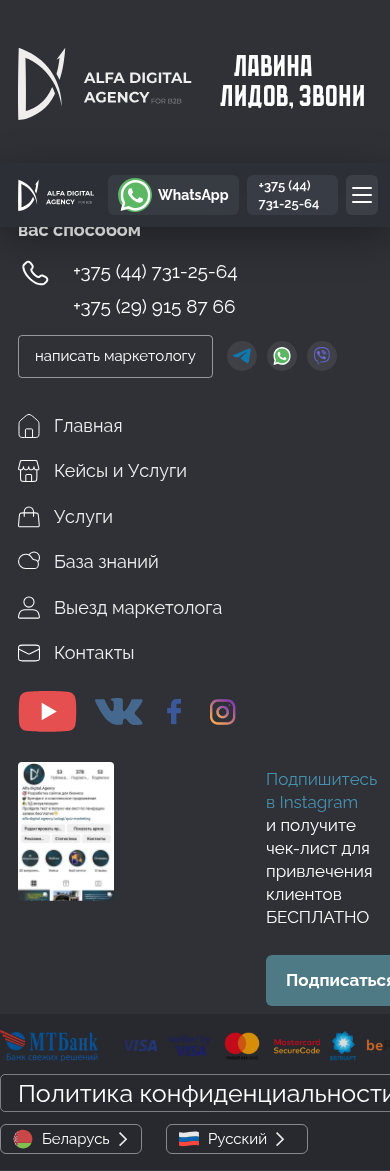 ALFA DIGITAL
AGENCY FOR B2B
ЛАВИНА
ЛИДОВ, ЗВОНИ
ALFA DIGITAL
AGENCY
WhatsApp
+375 (44)
731-25-64
вас способом
+375 (44) 731-25-64
+375 (29) 915 87 66
написать маркетологу
Главная
Кейсы и Услуги
Услуги
База знаний
Выезд маркетолога
Контакты
Подпишитесь
в Instagram
и получите
чек-лист для
привлечения
клиентов
БЕСПЛАТНО
Подписаться
MTBank
Банк свежих решений
VISA
VISA
Mastercard
SecureCode
БЕЛКАРТ
be
Политика конфиденциальности
Беларусь
Русский